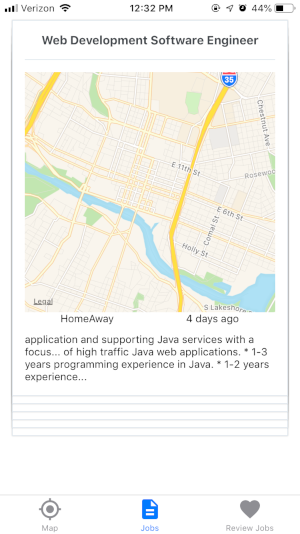 Verizon 12:32 PM 44%
Web Development Software Engineer
35
Chestnut Ave
E 11th St
Rosewoo
E 6th St
Comal St
Holly St
Legal
S Lakeshore
HomeAway 4 days ago
application and supporting Java services with a
focus... of high traffic Java web applications. * 1-3
years programming experience in Java. * 1-2 years
experience...
Map Jobs Review Jobs